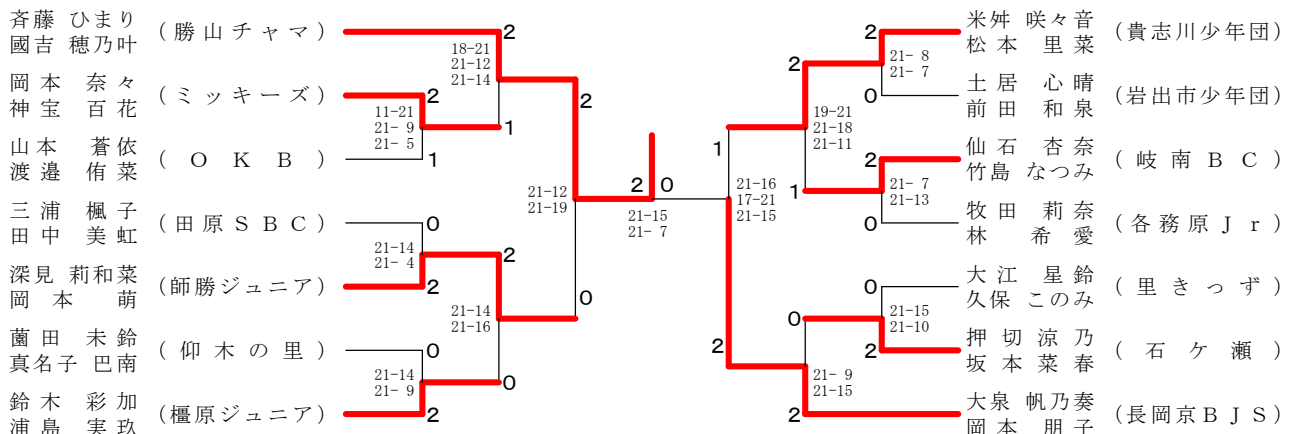 斉藤 ひまり
國吉 穂乃叶
(勝山チャマ)
岡本 奈々
神宝 百花
(ミッキーズ)
山本 蒼依
渡邉 侑菜
(OKB)
三浦 楓子
田中 美虹
(田原SBC)
深見 莉和菜
岡本 萌
(師勝ジュニア)
薗田 未鈴
真名子 巴南
(仰木の里)
鈴木 彩加
浦島 実玖
(橿原ジュニア)
2
18-21
21-12
21-14
2
11-21
21- 9
21- 5
1
1
2
0
21-14
21- 4
2
2
21-12
21-19
21-14
21-16
0
0
21-14
21- 9
2
0
2 0
21-15
21- 7
1
21-16
17-21
21-15
2
2
21- 8
21- 7
0
2
19-21
21-18
21-11
1
2
21- 7
21-13
0
0
21-15
21-10
2
0
21- 9
21-15
2
米舛 咲々音
松本 里菜
(貴志川少年団)
土居 心晴
前田 和泉
(岩出市少年団)
仙石 杏奈
竹島 なつみ
(岐南BC)
牧田 莉奈
林 希愛
(各務原Jr)
大江 星鈴
久保 このみ
(里きっず)
押切涼乃
坂本菜春
(石ケ瀬)
大泉 帆乃奏
岡本 朋子
(長岡京BJS)